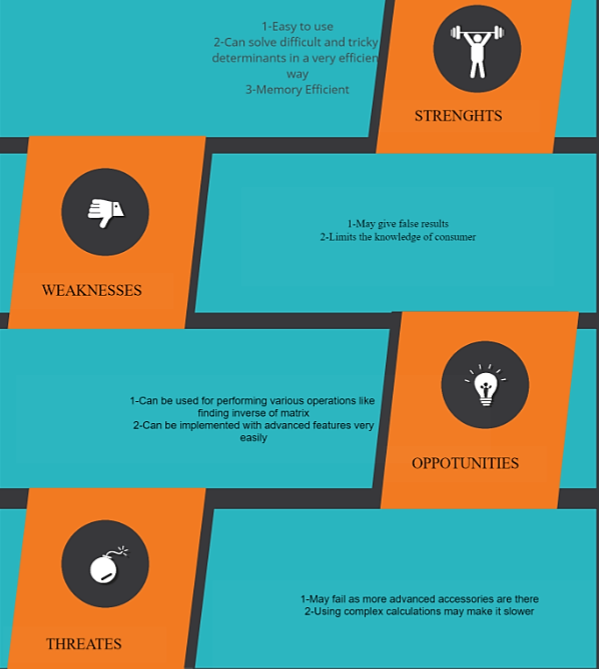 1-Easy to use
2-Can solve difficult and tricky
determinants in a very efficien
way
3-Memory Efficient
STRENGHTS
WEAKNESSES
1-May give false results
2-Limits the knowledge of consumer
1-Can be used for performing various operations like
finding inverse of matrix
2-Can be implemented with advanced features very
easily
OPPOTUNITIES
THREATES
1-May fail as more advanced accessories are there
2-Using complex calculations may make it slower